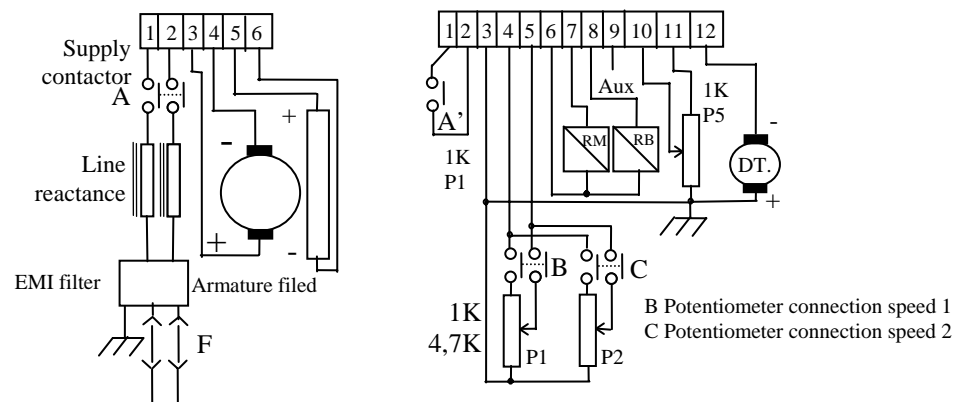 1 2 3 4 5 6
Supply
contactor
A
Line
reactance
+
-
-
+
EMI filter
Armature filed
F
1 2 3 4 5 6 7 8 9 10 11 12
A'
1K
P1
Aux
RM
RB
1K
P5
-
DT.
+
B
C
1K
4,7K
P1
P2
B Potentiometer connection speed 1
C Potentiometer connection speed 2